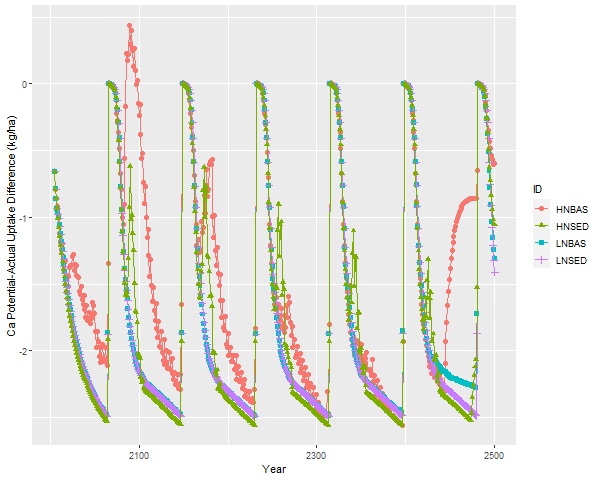 Ca Potential-Actual Uptake Difference (kg/ha)
0
-1
-2
2100
2300
2500
Year
ID
HNBAS
HNSED
LNBAS
LNSED